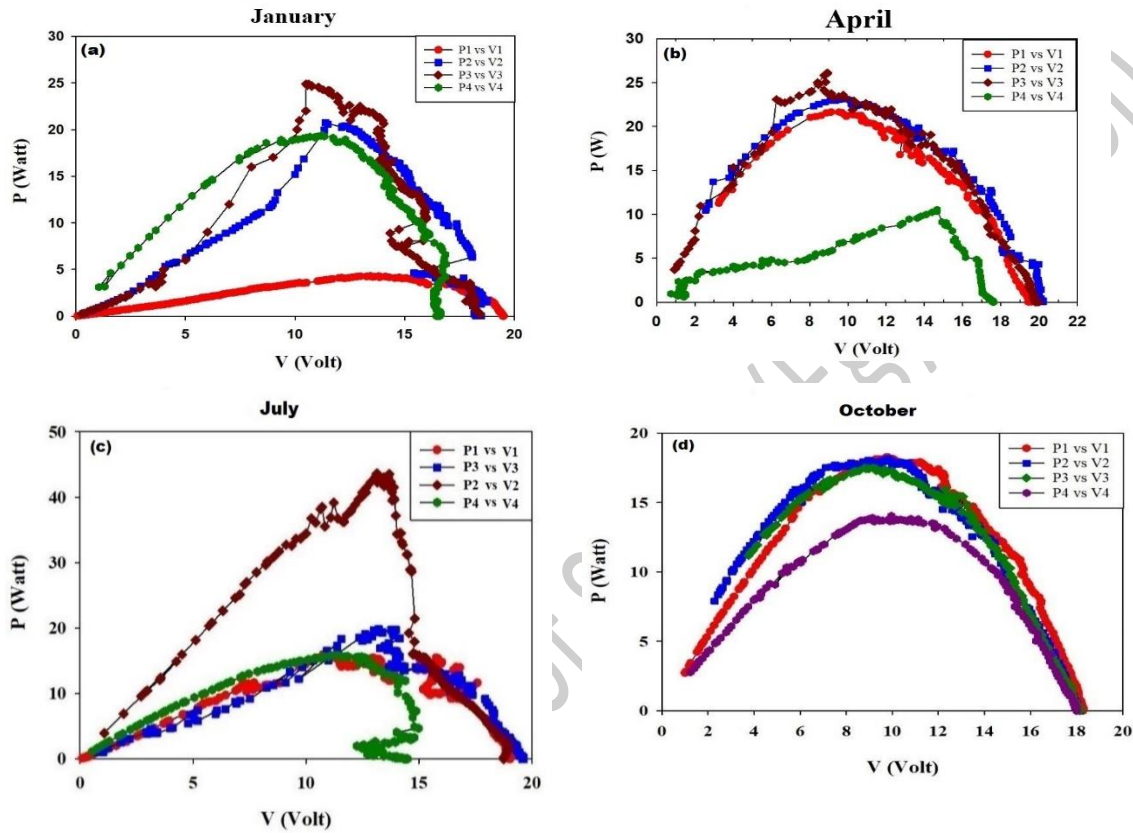 January
(a)
P1 vs V1
P2 vs V2
P3 vs V3
P4 vs V4
30
25
20
15
10
5
0
P (Watt)
0 5 10 15 20
V (Volt)
April
(b)
P1 vs V1
P2 vs V2
P3 vs V3
P4 vs V4
30
25
20
15
10
5
0
P (W)
0 2 4 6 8 10 12 14 16 18 20 22
V (Volt)
July
(c)
P1 vs V1
P3 vs V3
P2 vs V2
P4 vs V4
50
40
30
20
10
0
P (Watt)
0 5 10 15 20
V (Volt)
October
(d)
P1 vs V1
P2 vs V2
P3 vs V3
P4 vs V4
20
15
10
5
0
P (Watt)
0 2 4 6 8 10 12 14 16 18 20
V (Volt)